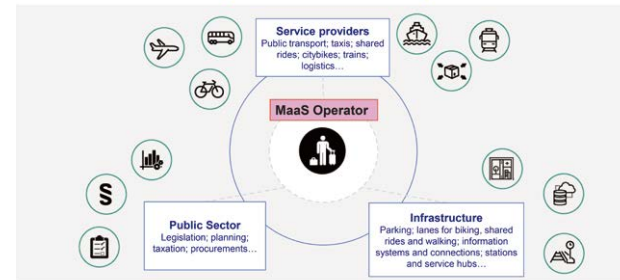 Service providers
Public transport; taxis; shared
rides; citybikes; trains;
logistics…
MaaS Operator
§
Public Sector
Legislation; planning;
taxation; procurements…
Infrastructure
Parking; lanes for biking, shared
rides and walking; information
systems and connections; stations
and service hubs…